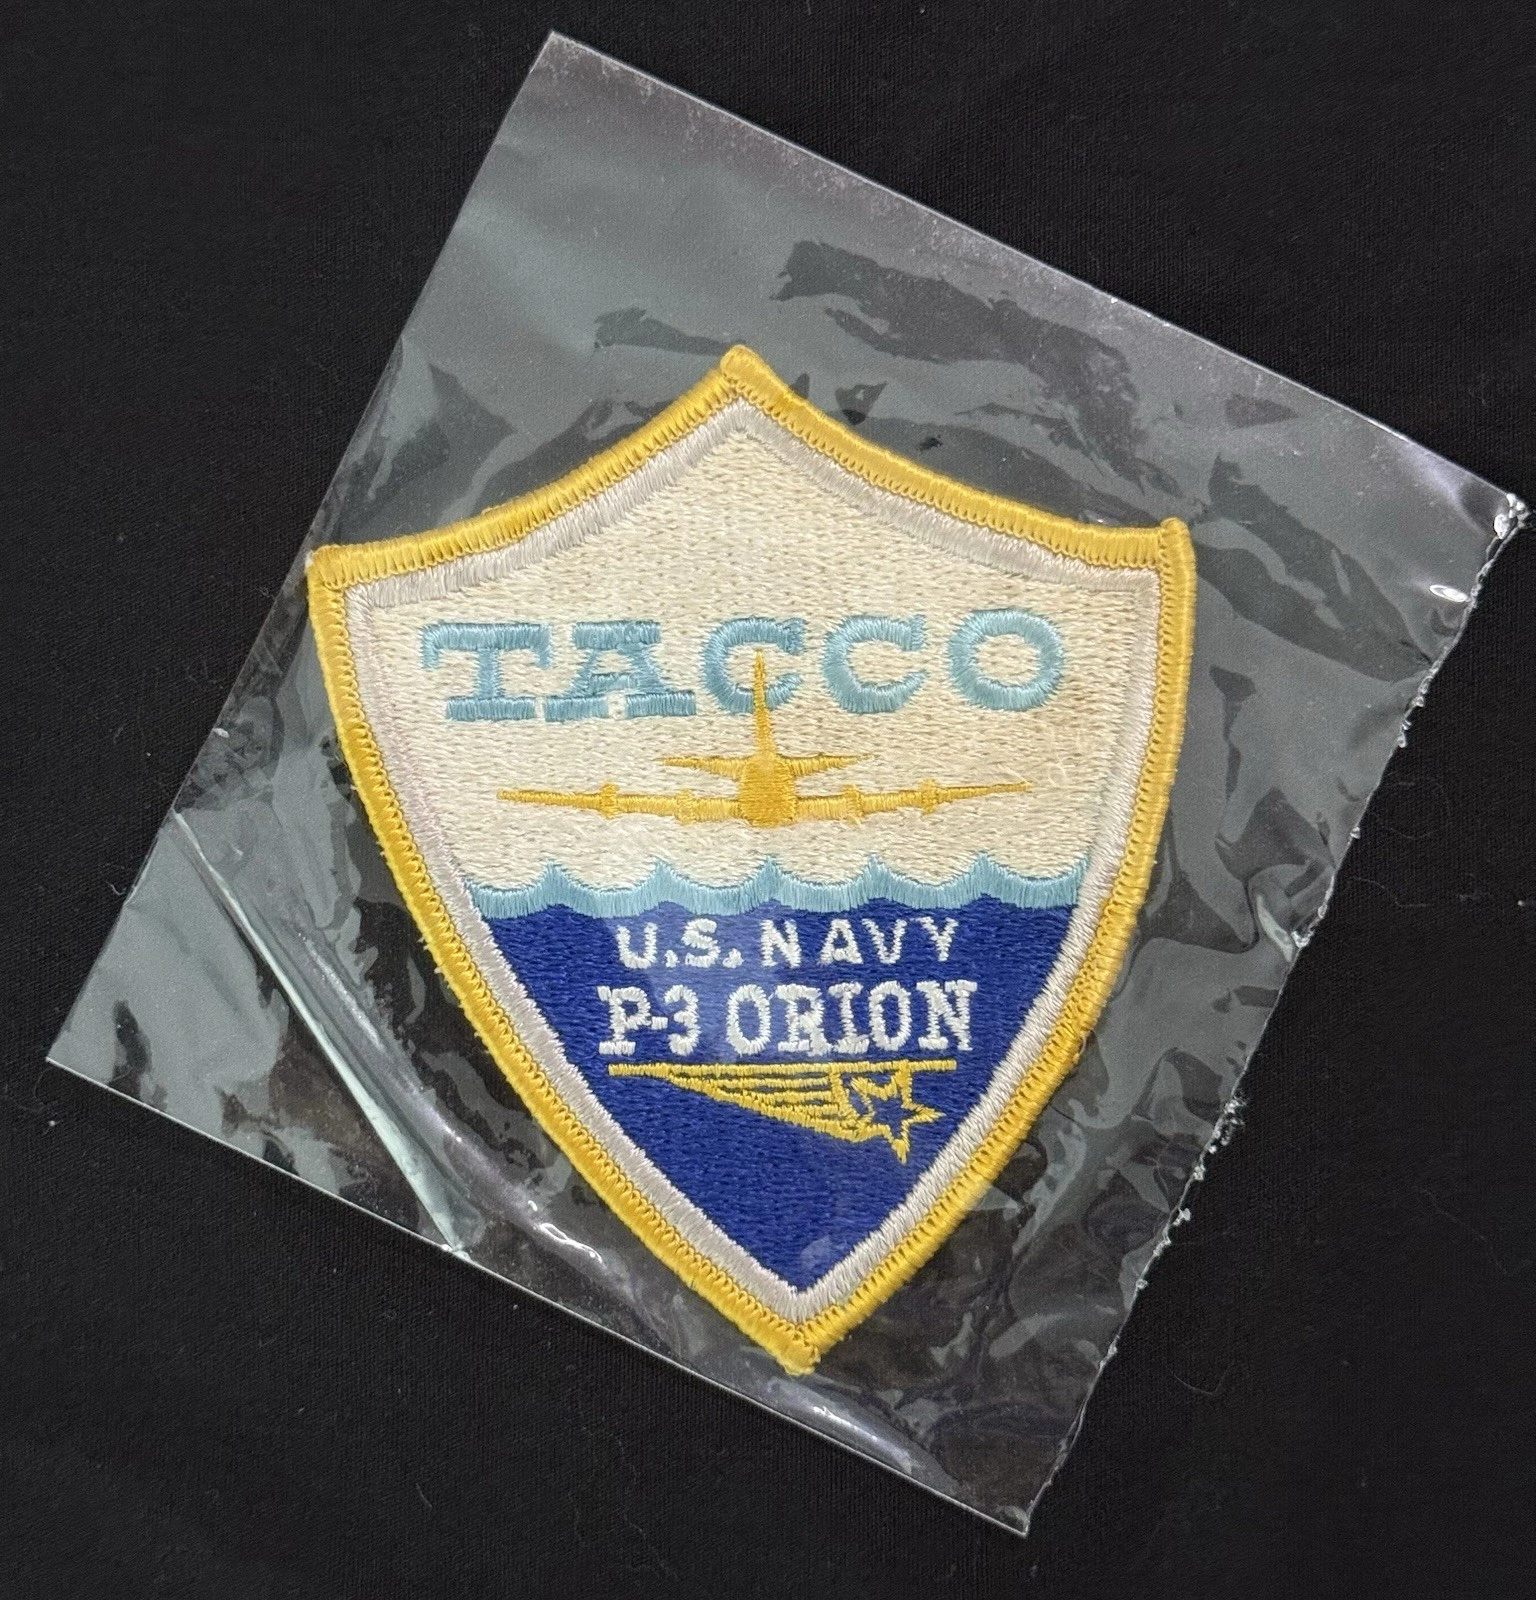 TACCO
U.S. NAVY
P-3 ORION